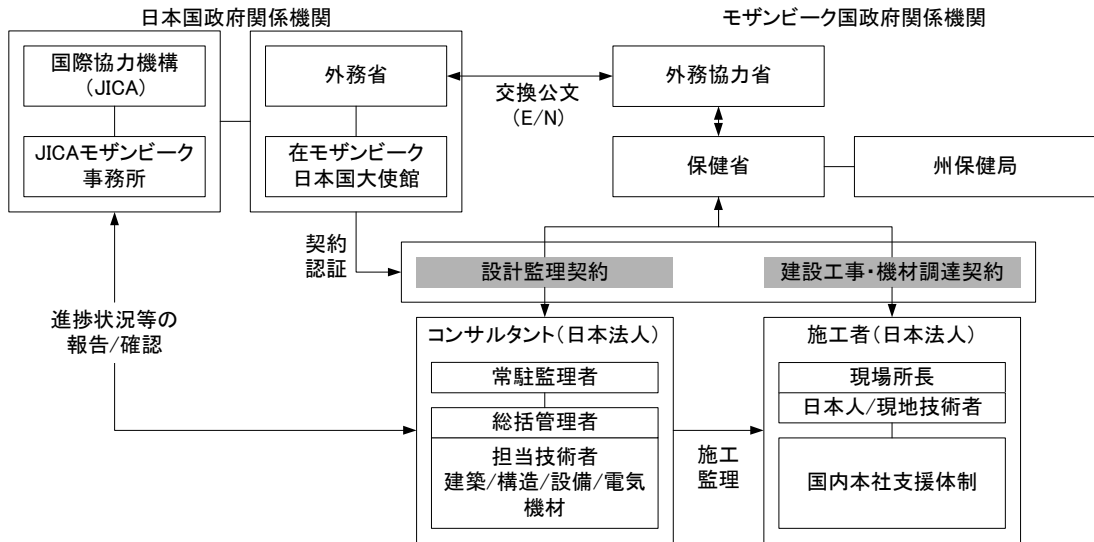 日本国政府関係機関
モザンビーク国政府関係機関
国際協力機構
(JICA)
外務省
外務協力省
交換公文
(E/N)
JICAモザンビーク
事務所
在モザンビーク
日本国大使館
保健省
州保健局
契約
認証
設計監理契約
建設工事・機材調達契約
進捗状況等の
報告/確認
コンサルタント(日本法人)
施工者(日本法人)
常駐監理者
現場所長
日本人/現地技術者
総括管理者
担当技術者
建築/構造/設備/電気
機材
施工
監理
国内本社支援体制